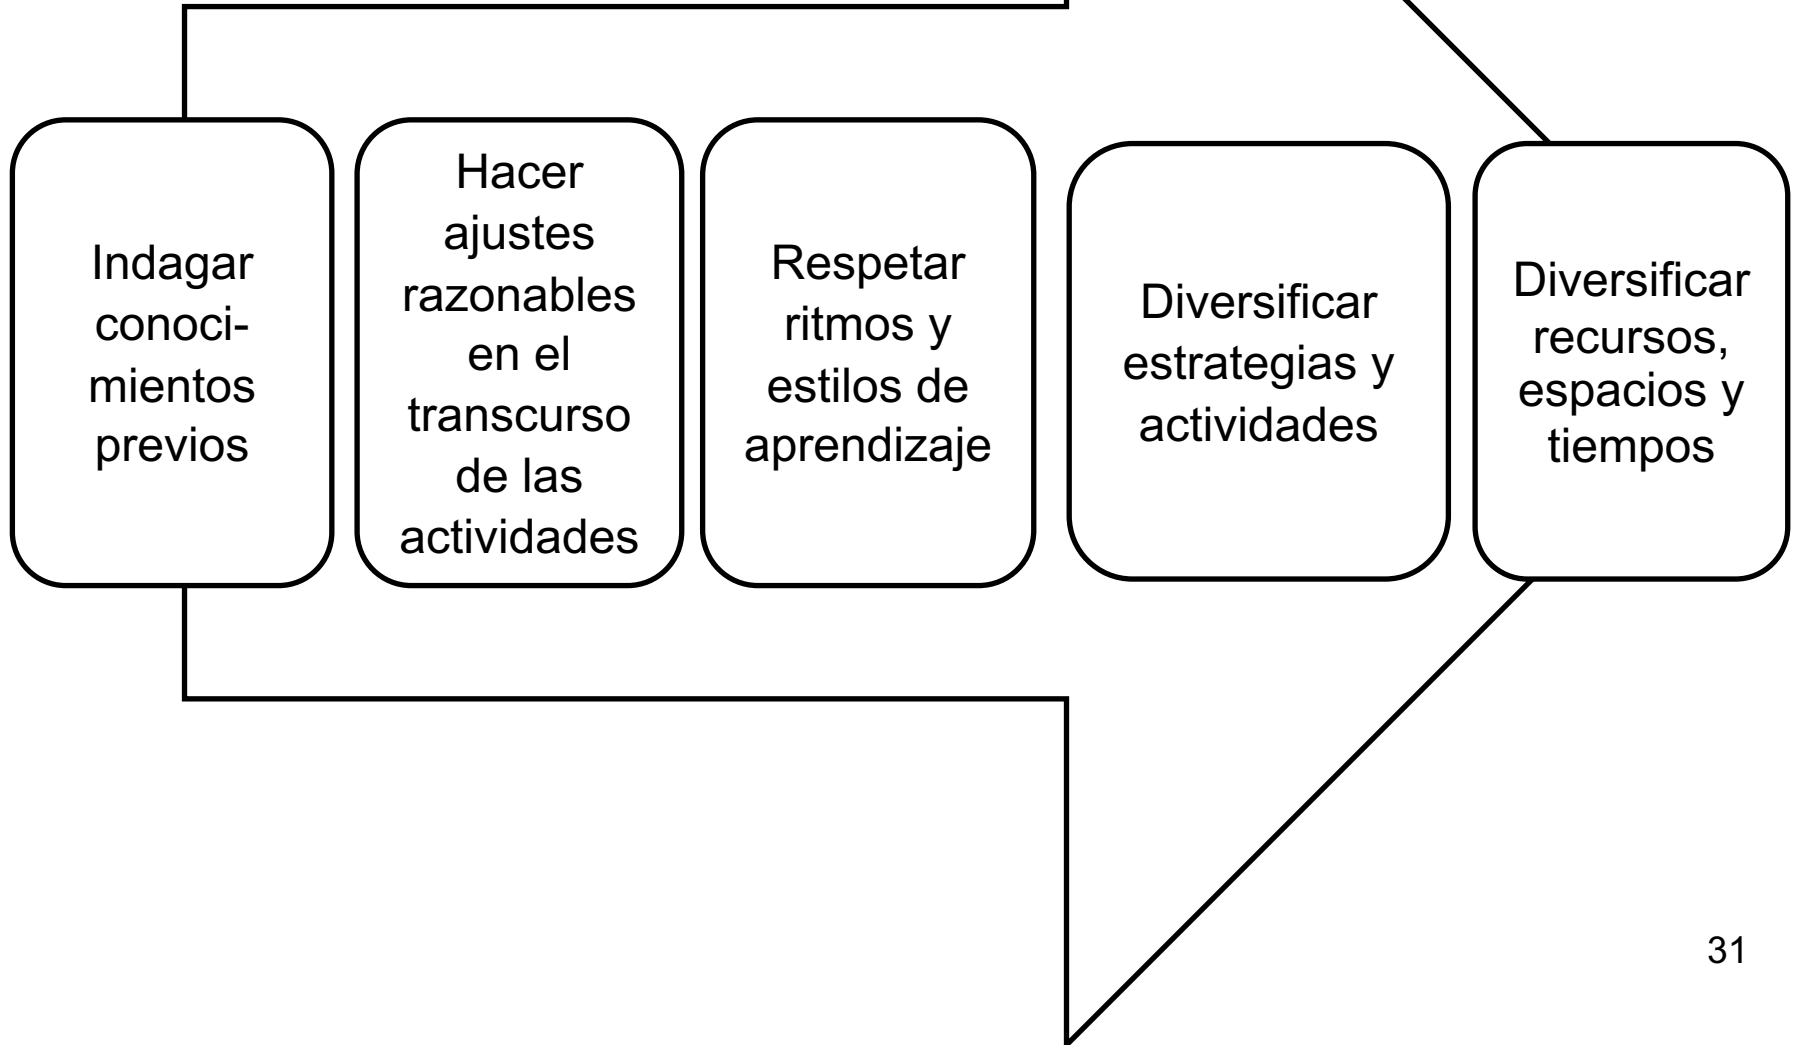 Indagar
conoci-
mientos
previos
Hacer
ajustes
razonables
en el
transcurso
de las
actividades
Respetar
ritmos y
estilos de
aprendizaje
Diversificar
estrategias y
actividades
Diversificar
recursos,
espacios y
tiempos
31